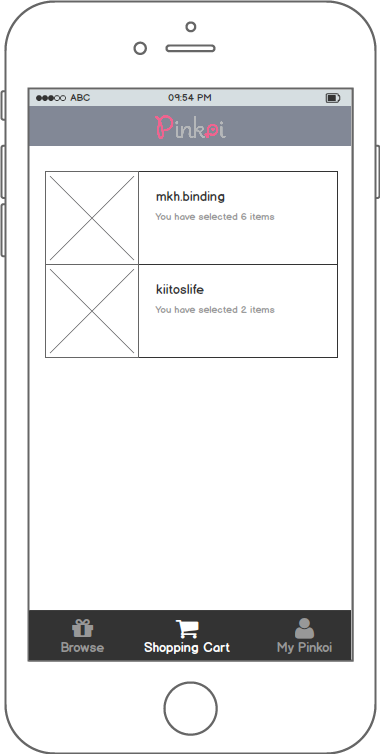 ABC 09:54 PM
Pinkoi
mkh.binding
You have selected 6 items
kiitoslife
You have selected 2 items
Browse Shopping Cart My Pinkoi